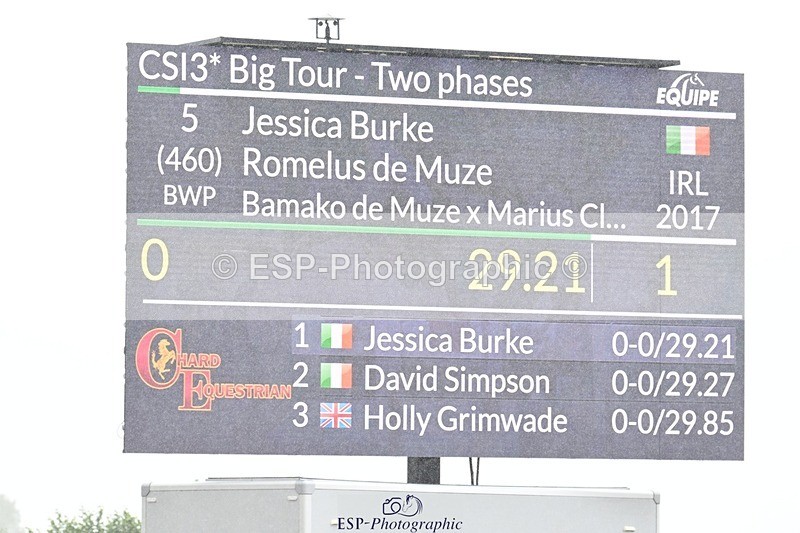 CSI3* Big Tour - Two phases
EQUIPE
5 Jessica Burke
(460) Romelus de Muze IRL
BWP Bamako de Muze x Marius Cl... 2017
0 29.21 1
© ESP-Photographic ©
1 Jessica Burke 0-0/29.21
CHARD EQUESTRIAN
2 David Simpson 0-0/29.27
3 Holly Grimwade 0-0/29.85
ESP-Photographic